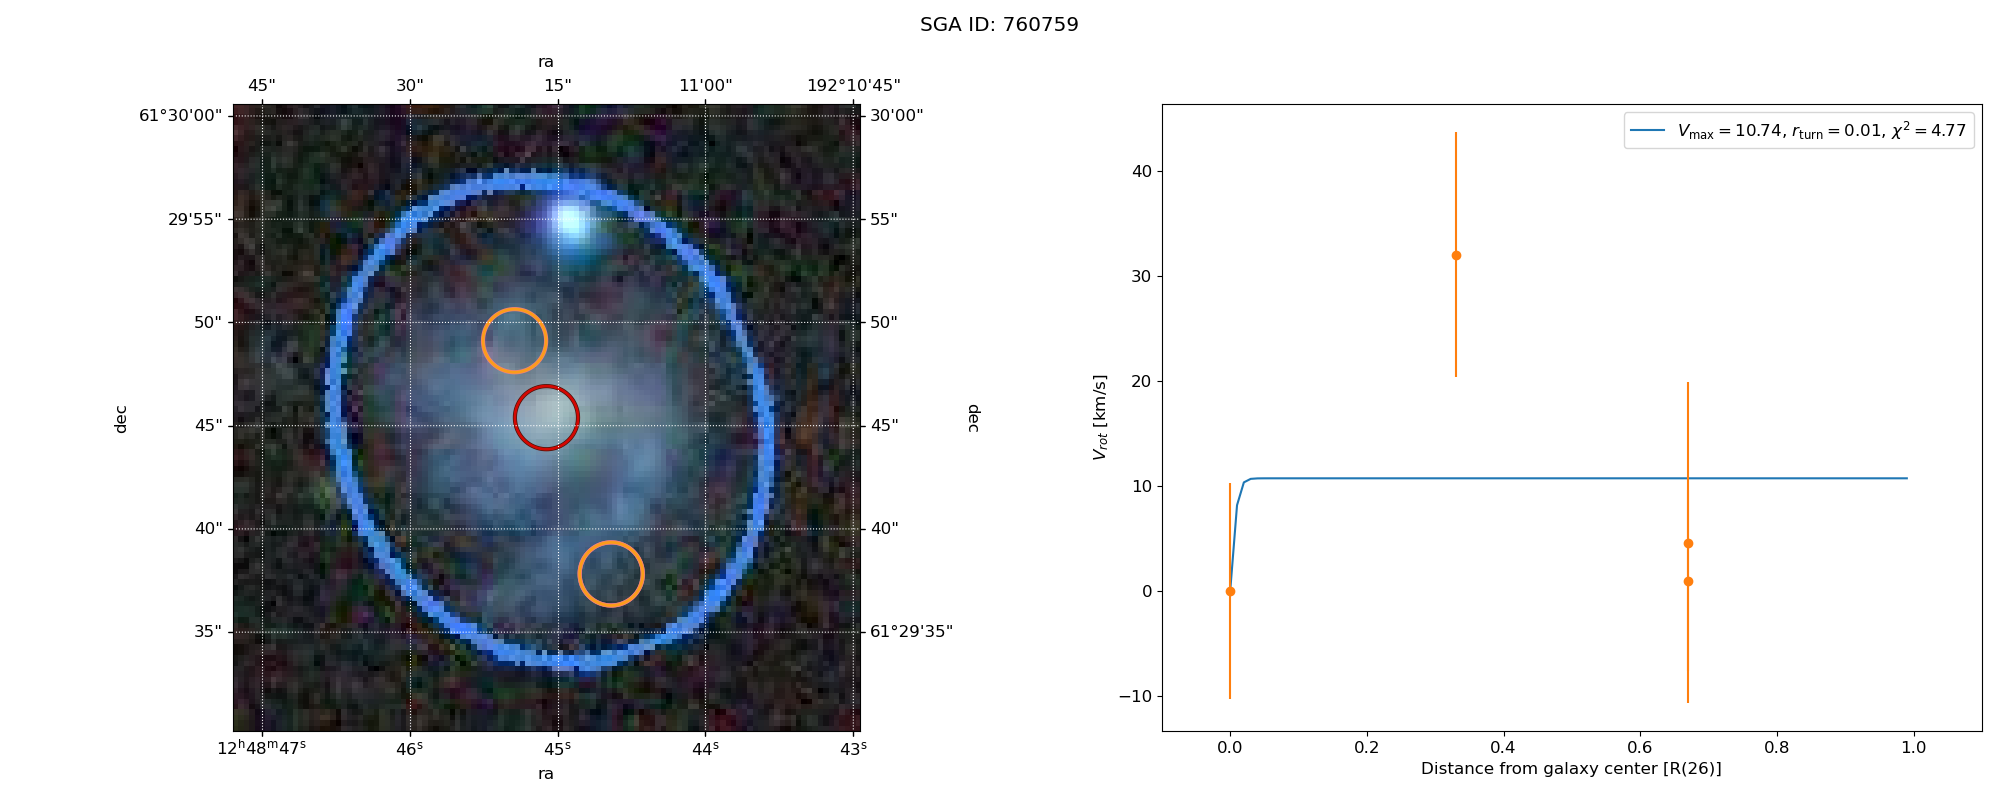 SGA ID: 760759
ra
45" 30" 15" 11'00" 192°10'45"
61°30'00" 30'00"
29'55" 55"
50" 50"
45" 45"
40" 40"
35" 61°29'35"
dec
dec
12ʰ48ᵐ47ˢ 46ˢ 45ˢ 44ˢ 43ˢ
ra
V_max = 10.74, r_turn = 0.01, χ² = 4.77
40
30
20
10
0
−10
V_rot [km/s]
0.0 0.2 0.4 0.6 0.8 1.0
Distance from galaxy center [R(26)]